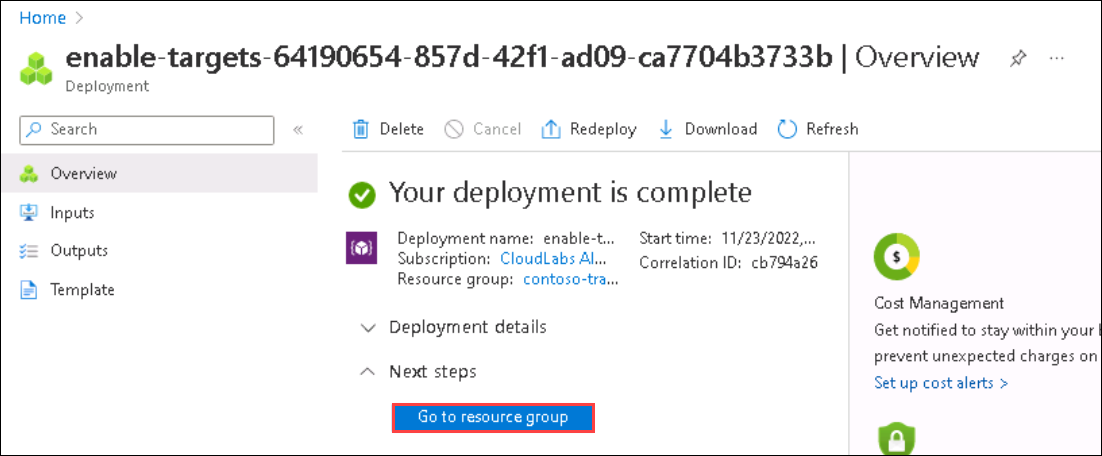 Home
enable-targets-64190654-857d-42f1-ad09-ca7704b3733b | Overview
Deployment
Search
Delete
Cancel
Redeploy
Download
Refresh
Overview
Inputs
Outputs
Template
Your deployment is complete
Deployment name: enable-t...
Subscription: CloudLabs AI...
Resource group: contoso-tra...
Start time: 11/23/2022,...
Correlation ID: cb794a26
Deployment details
Next steps
Go to resource group
Cost Management
Get notified to stay within your
prevent unexpected charges on
Set up cost alerts >